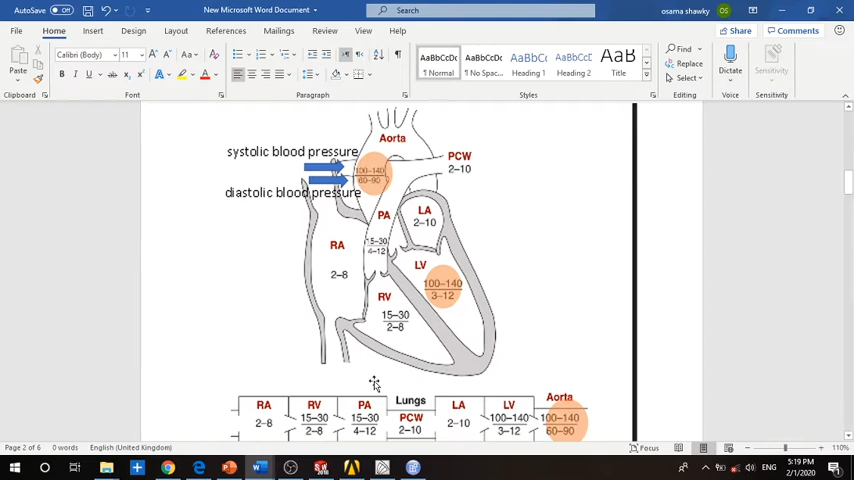 AutoSave Off
New Microsoft Word Document
Search
osama shawky OS
File Home Insert Draw Design Layout References Mailings Review View Help
Share Comments
Paste
Calibri (Body) 11
Clipboard Font Paragraph Styles Editing Voice Sensitivity
AaBbCcDc AaBbCcDc AaBbCc AaBbCc AaB
¶ Normal ¶ No Spac... Heading 1 Heading 2 Title
Find
Replace
Select
Dictate
Sensitivity
Aorta
systolic blood pressure
100–140
60–90
diastolic blood pressure
PCW
2–10
PA
15–30
4–12
LA
2–10
RA
2–8
LV
100–140
3–12
RV
15–30
2–8
RA RV PA Lungs LA LV Aorta
2–8 15–30 15–30 PCW 2–10 100–140 100–140
2–8 4–12 2–10 3–12 60–90
Page 2 of 6 0 words English (United Kingdom) Focus 110%
ENG 5:19 PM
2/1/2020